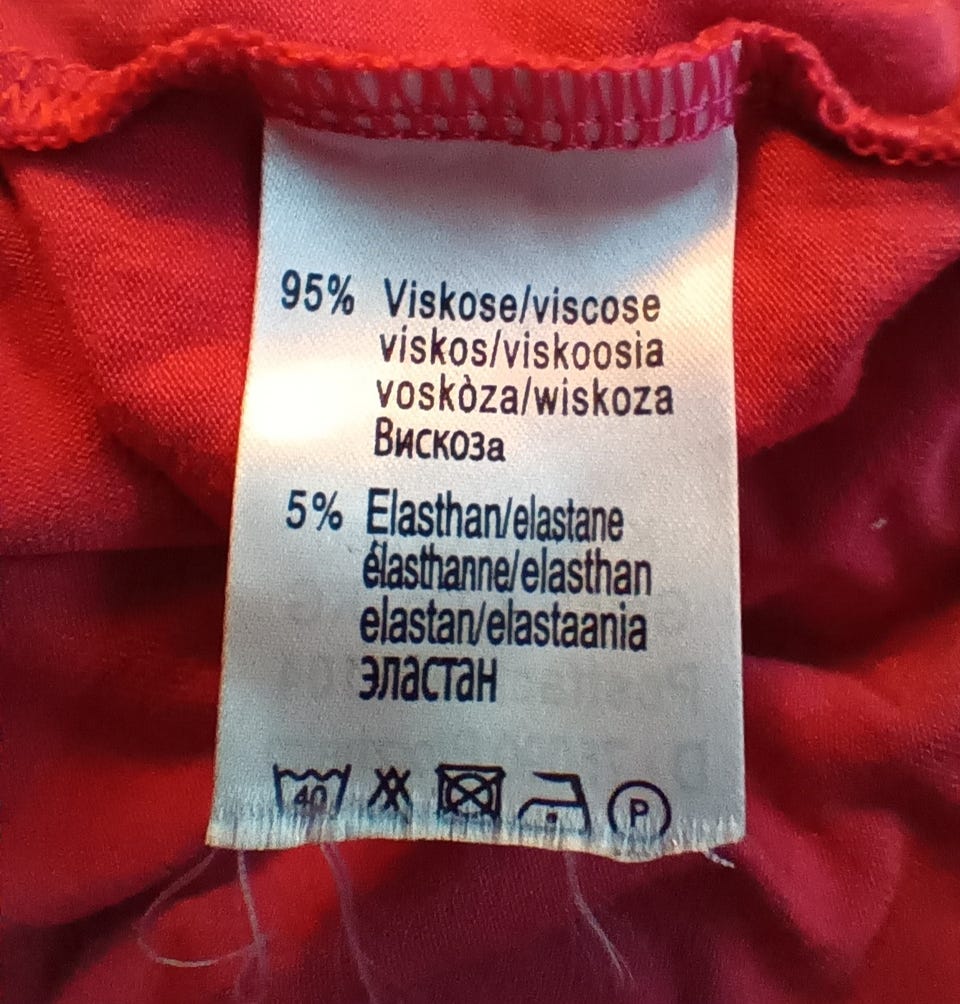 95% Viskose/viscose
viskos/viskoosia
voskòza/wiskoza
Вискоза
5% Elasthan/elastane
élasthanne/elasthan
elastan/elastaania
эластан
40 P